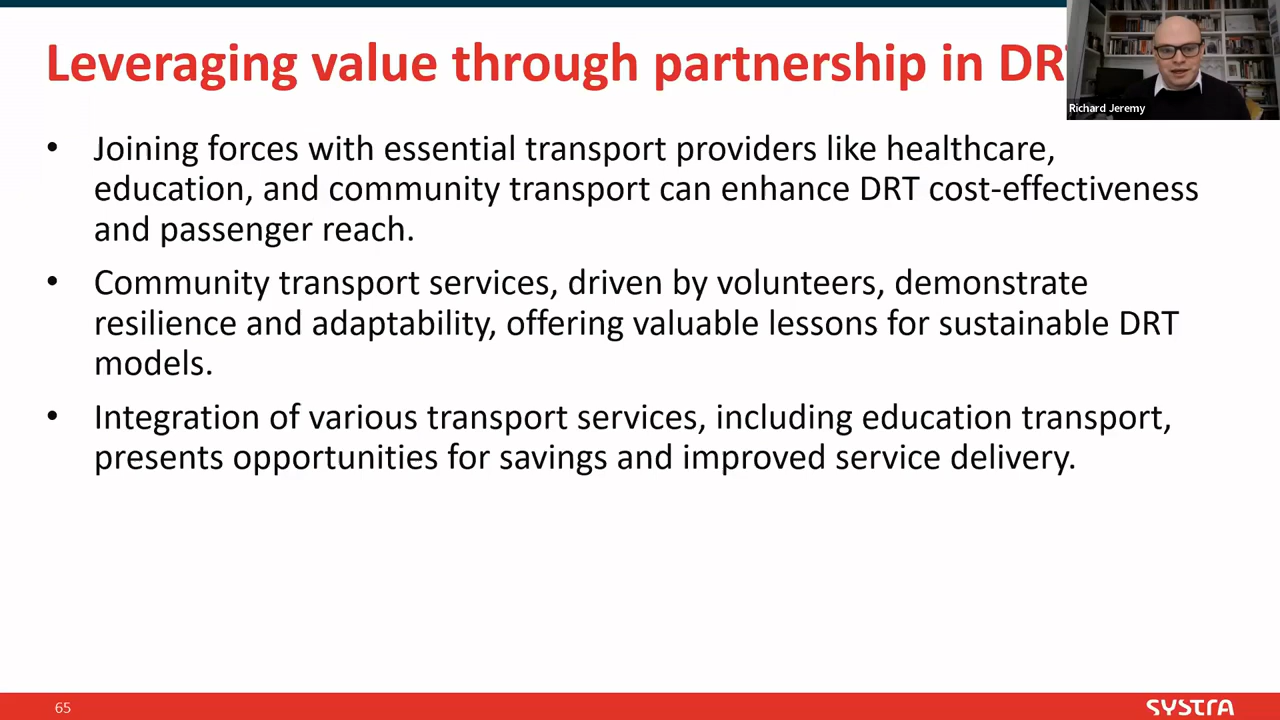 Leveraging value through partnership in DRT
Richard Jeremy
• Joining forces with essential transport providers like healthcare,
education, and community transport can enhance DRT cost-effectiveness
and passenger reach.
• Community transport services, driven by volunteers, demonstrate
resilience and adaptability, offering valuable lessons for sustainable DRT
models.
• Integration of various transport services, including education transport,
presents opportunities for savings and improved service delivery.
65
SYSTRA